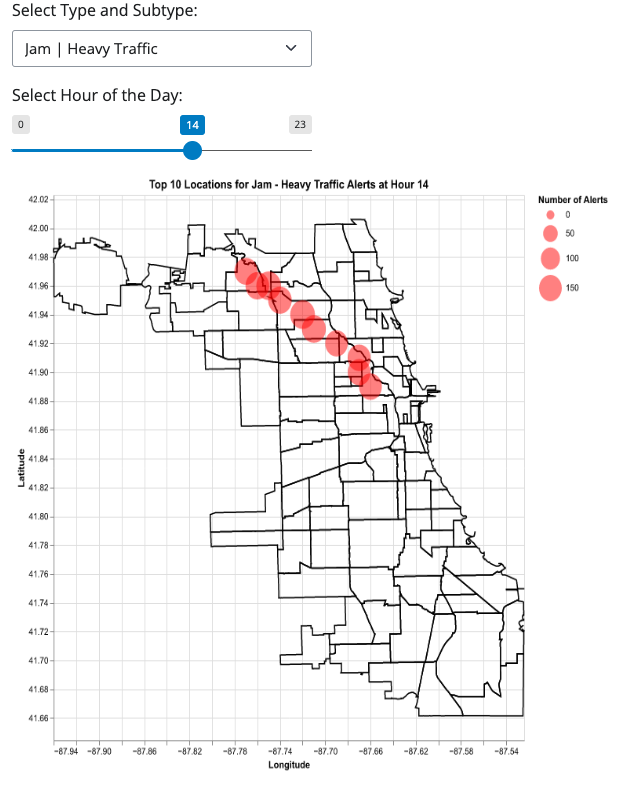 Select Type and Subtype:
Jam | Heavy Traffic
Select Hour of the Day:
0 14 23
Top 10 Locations for Jam - Heavy Traffic Alerts at Hour 14
Number of Alerts
0
50
100
150
Latitude
42.02
42.00
41.98
41.96
41.94
41.92
41.90
41.88
41.86
41.84
41.82
41.80
41.78
41.76
41.74
41.72
41.70
41.68
41.66
−87.94 −87.90 −87.86 −87.82 −87.78 −87.74 −87.70 −87.66 −87.62 −87.58 −87.54
Longitude